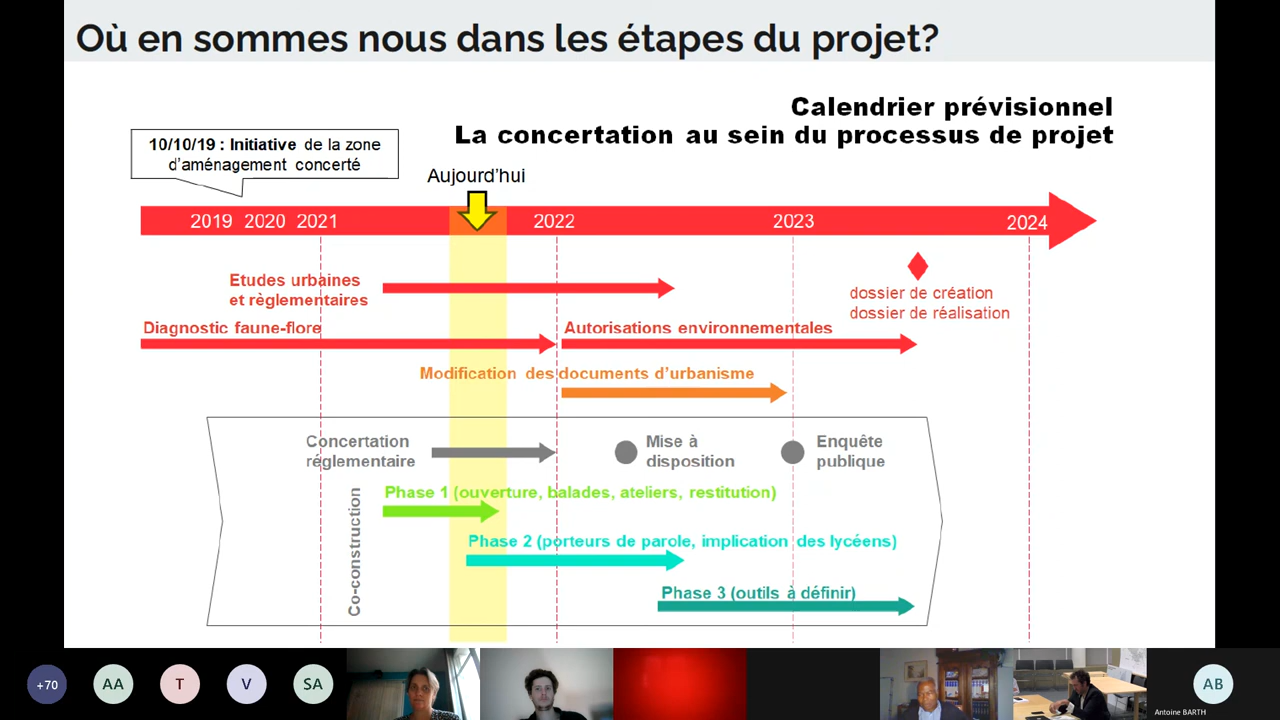 Où en sommes nous dans les étapes du projet?
Calendrier prévisionnel
La concertation au sein du processus de projet
10/10/19 : Initiative de la zone
d'aménagement concerté
Aujourd'hui
2019 2020 2021 2022 2023 2024
Etudes urbaines
et règlementaires
dossier de création
dossier de réalisation
Diagnostic faune-flore
Autorisations environnementales
Modification des documents d'urbanisme
Concertation
réglementaire
Mise à
disposition
Enquête
publique
Co-construction
Phase 1 (ouverture, balades, ateliers, restitution)
Phase 2 (porteurs de parole, implication des lycéens)
Phase 3 (outils à définir)
+70
AA
T
V
SA
AB
Antoine BARTH